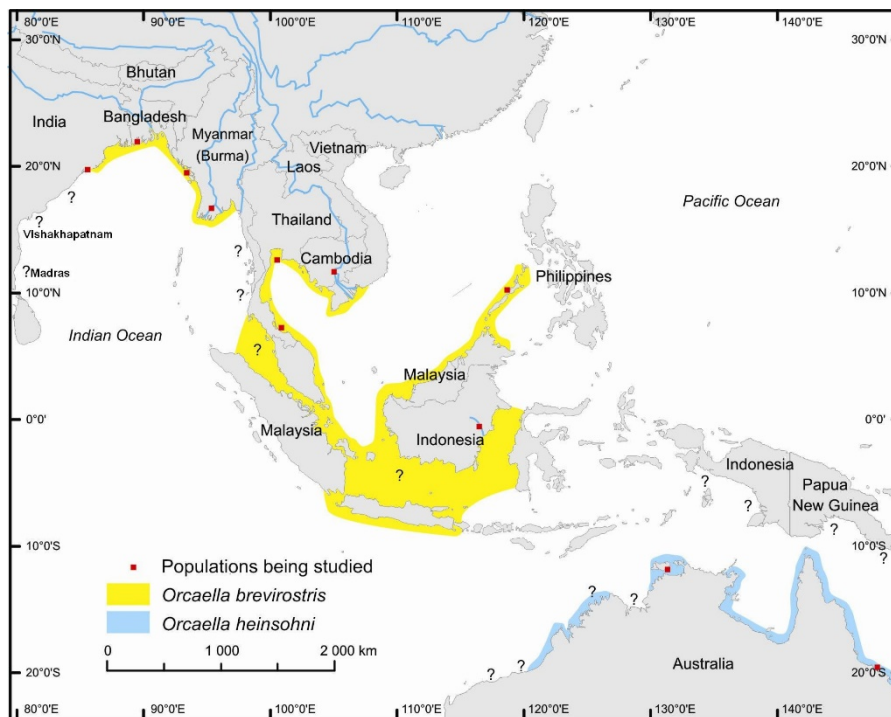 80°0'E 90°0'E 100°0'E 110°0'E 120°0'E 130°0'E 140°0'E
30°0'N 30°0'N
Bhutan
India
Bangladesh
Myanmar
(Burma)
Vietnam
Laos
20°0'N 20°0'N
?
?
Vishakhapatnam
Thailand
Pacific Ocean
?
?
Madras
Cambodia
Philippines
10°0'N 10°0'N
?
Indian Ocean
?
Malaysia
0°0' 0°0'
Malaysia
Indonesia
?
Indonesia
?
Papua
New Guinea
?
?
?
10°0'S 10°0'S
Populations being studied
Orcaella brevirostris
Orcaella heinsohni
?
?
0 500 1 000 2 000 km
Australia
?
?
20°0'S 20°0'S
80°0'E 90°0'E 100°0'E 110°0'E 120°0'E 130°0'E 140°0'E